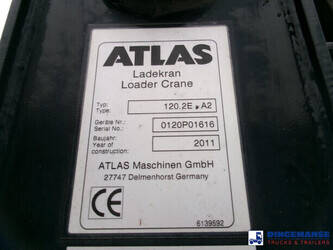 ATLAS
Ladekran
Loader Crane
Typ:
Type:
120.2E, A2
Geräte Nr.:
Serial No.:
0120P01616
Baujahr:
Year of
construction:
2011
ATLAS Maschinen GmbH
27747 Delmenhorst Germany
CE
6139592
DINGEMANSE
TRUCKS & TRAILERS